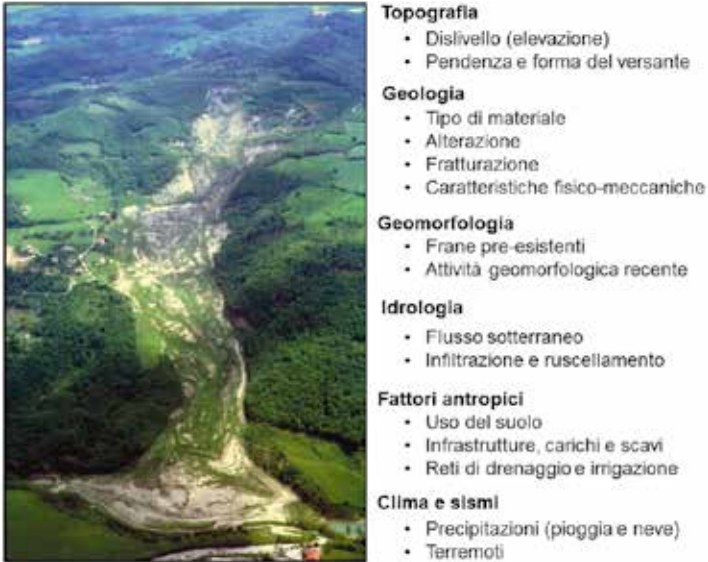 Topografia
• Dislivello (elevazione)
• Pendenza e forma del versante
Geologia
• Tipo di materiale
• Alterazione
• Fratturazione
• Caratteristiche fisico-meccaniche
Geomorfologia
• Frane pre-esistenti
• Attività geomorfologica recente
Idrologia
• Flusso sotterraneo
• Infiltrazione e ruscellamento
Fattori antropici
• Uso del suolo
• Infrastrutture, carichi e scavi
• Reti di drenaggio e irrigazione
Clima e sismi
• Precipitazioni (pioggia e neve)
• Terremoti